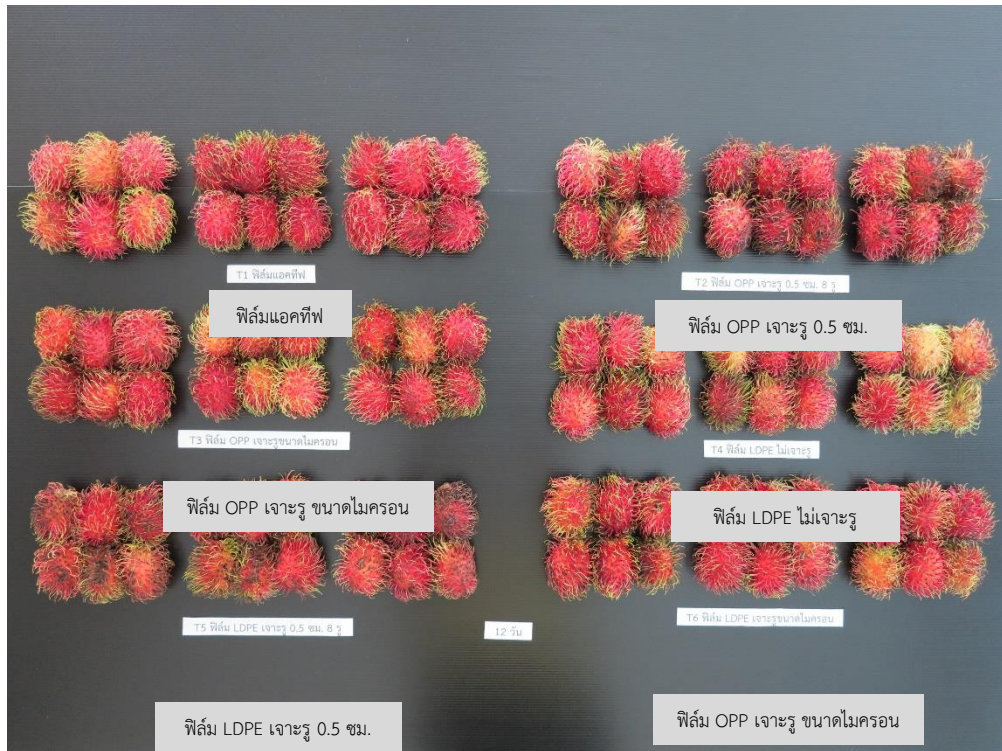 T1 ฟิล์มแอคทีฟ
T2 ฟิล์ม OPP เจาะรู 0.5 ซม. 8 รู
ฟิล์มแอคทีฟ
ฟิล์ม OPP เจาะรู 0.5 ซม.
T3 ฟิล์ม OPP เจาะรูขนาดไมครอน
T4 ฟิล์ม LDPE ไม่เจาะรู
ฟิล์ม OPP เจาะรู ขนาดไมครอน
ฟิล์ม LDPE ไม่เจาะรู
T5 ฟิล์ม LDPE เจาะรู 0.5 ซม. 8 รู
12 วัน
T6 ฟิล์ม LDPE เจาะรูขนาดไมครอน
ฟิล์ม LDPE เจาะรู 0.5 ซม.
ฟิล์ม OPP เจาะรู ขนาดไมครอน